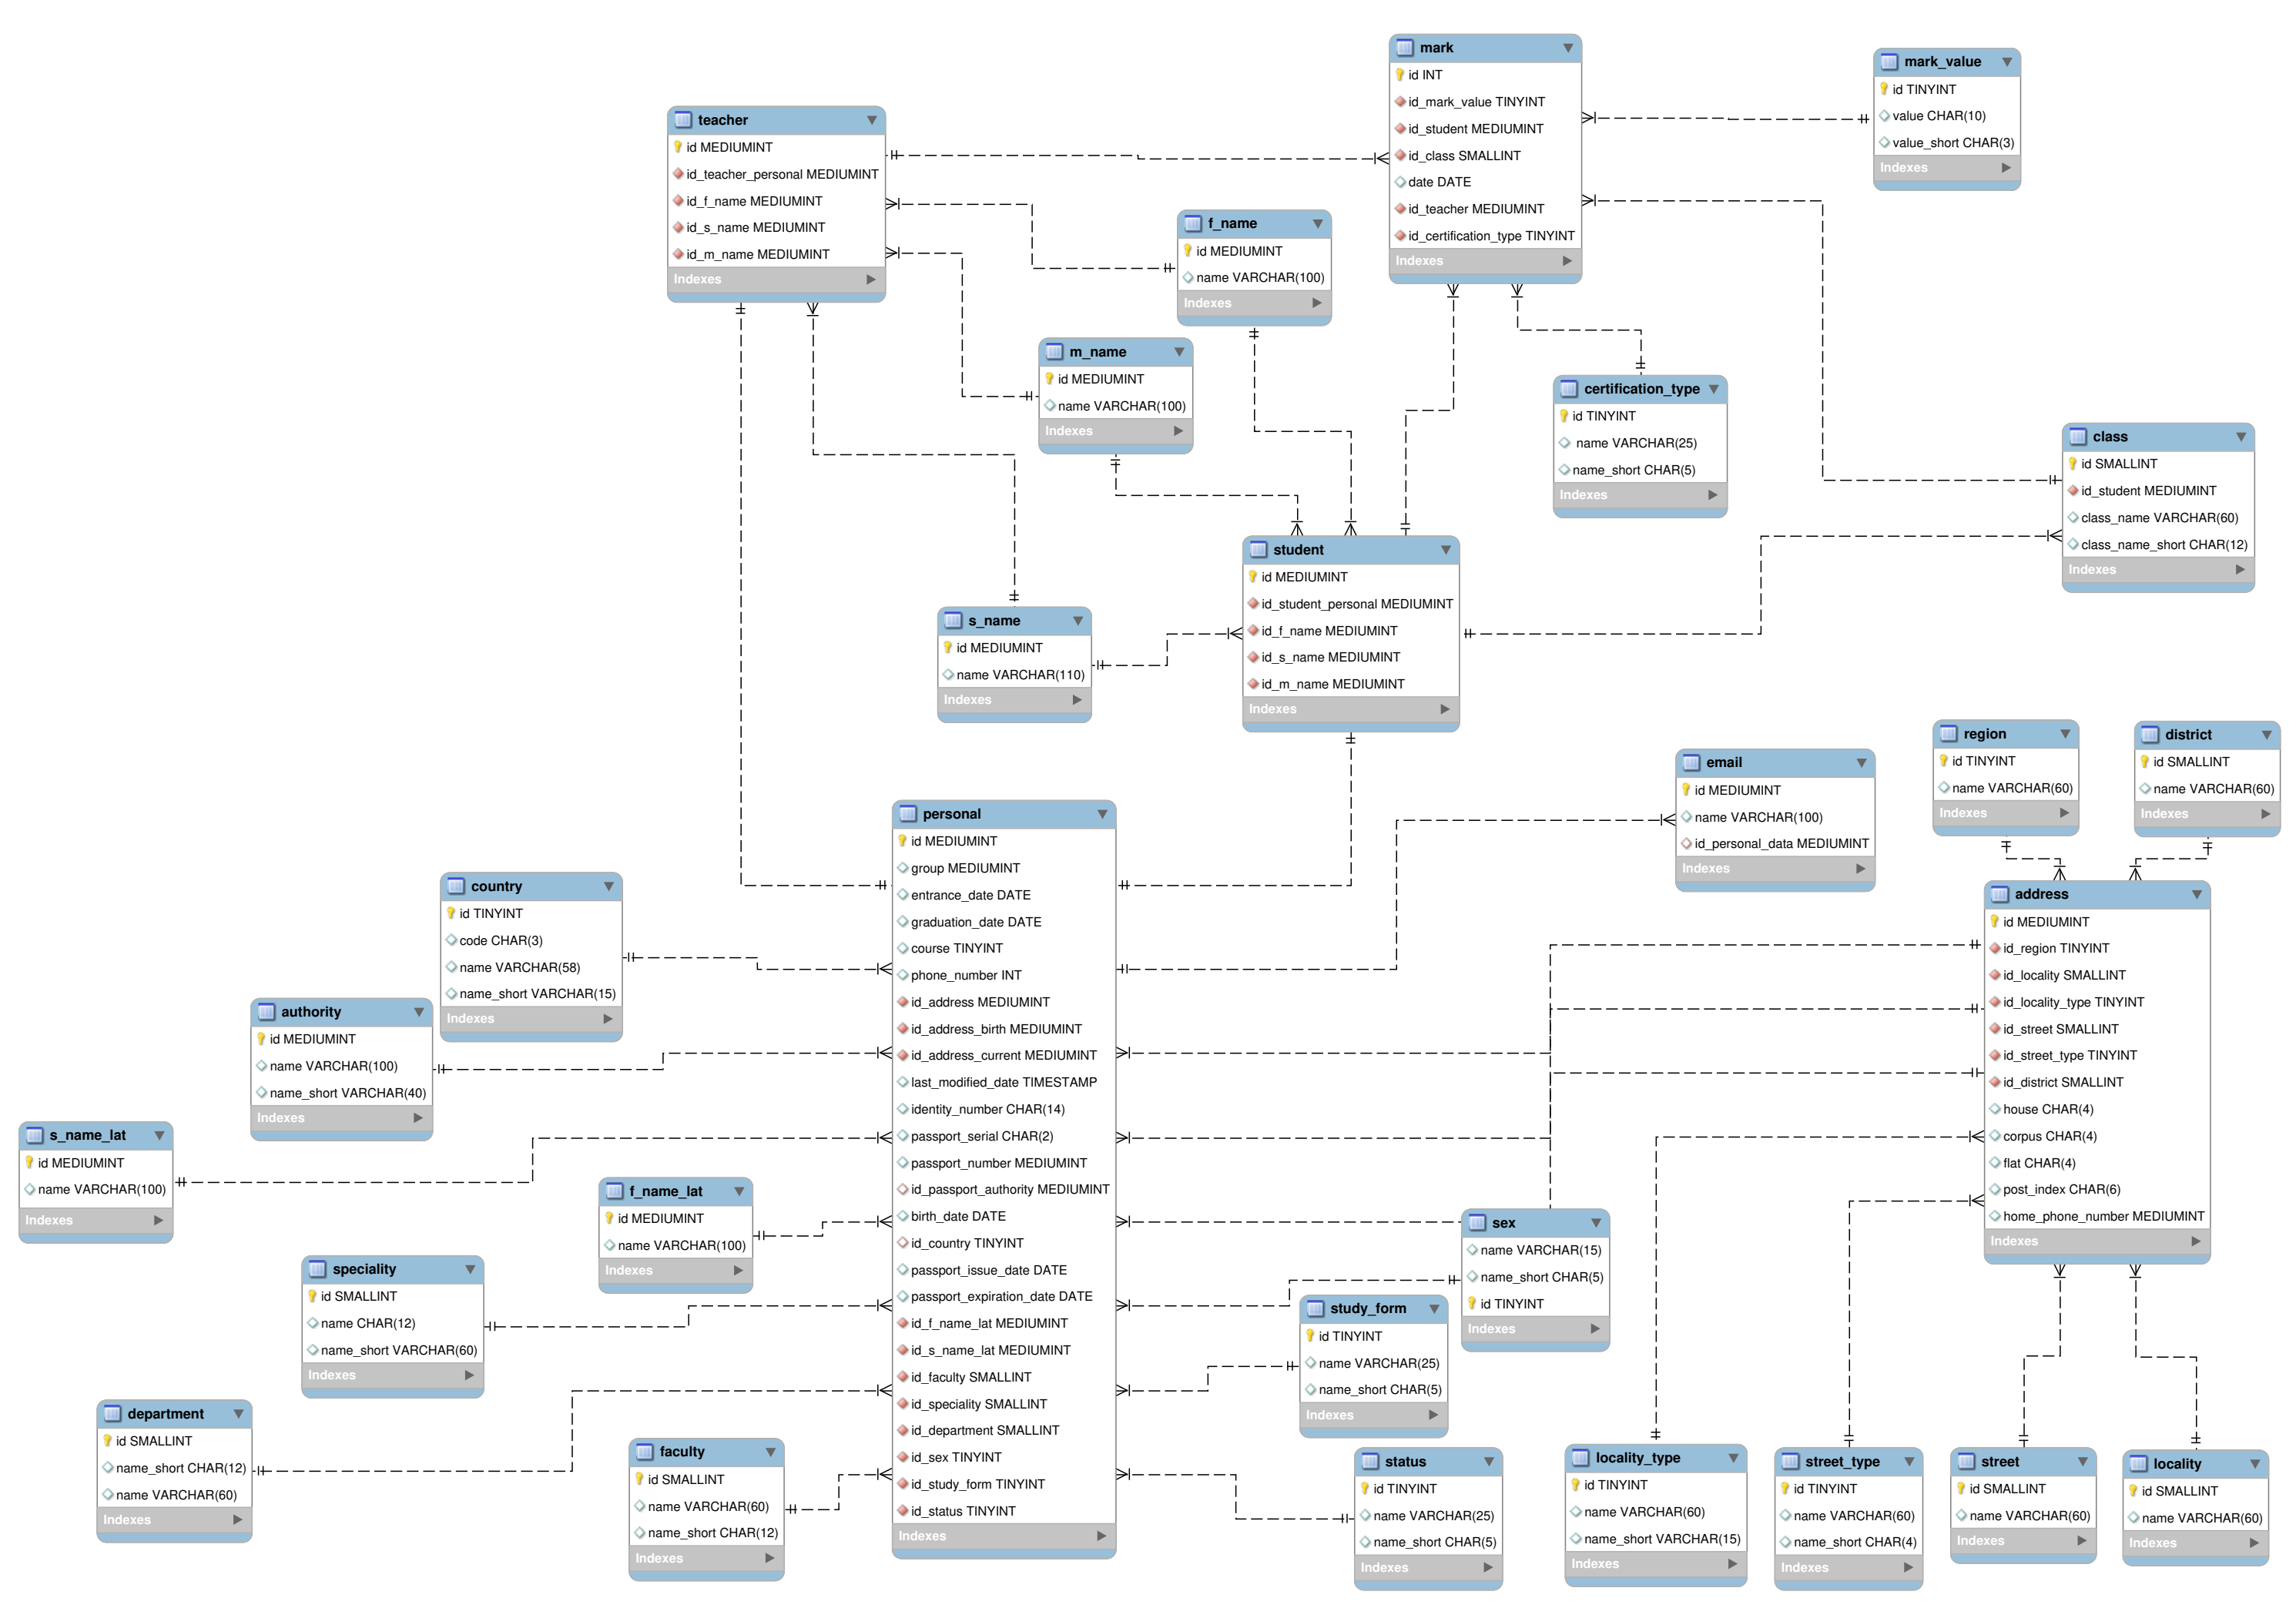 mark
id INT
id_mark_value TINYINT
id_student MEDIUMINT
id_class SMALLINT
date DATE
id_teacher MEDIUMINT
id_certification_type TINYINT
Indexes
mark_value
id TINYINT
value CHAR(10)
value_short CHAR(3)
Indexes
teacher
id MEDIUMINT
id_teacher_personal MEDIUMINT
id_f_name MEDIUMINT
id_s_name MEDIUMINT
id_m_name MEDIUMINT
Indexes
f_name
id MEDIUMINT
name VARCHAR(100)
Indexes
m_name
id MEDIUMINT
name VARCHAR(100)
Indexes
certification_type
id TINYINT
name VARCHAR(25)
name_short CHAR(5)
Indexes
class
id SMALLINT
id_student MEDIUMINT
class_name VARCHAR(60)
class_name_short CHAR(12)
Indexes
student
id MEDIUMINT
id_student_personal MEDIUMINT
id_f_name MEDIUMINT
id_s_name MEDIUMINT
id_m_name MEDIUMINT
Indexes
s_name
id MEDIUMINT
name VARCHAR(110)
Indexes
region
id TINYINT
name VARCHAR(60)
Indexes
district
id SMALLINT
name VARCHAR(60)
Indexes
email
id MEDIUMINT
name VARCHAR(100)
id_personal_data MEDIUMINT
Indexes
personal
id MEDIUMINT
group MEDIUMINT
entrance_date DATE
graduation_date DATE
course TINYINT
phone_number INT
id_address MEDIUMINT
id_address_birth MEDIUMINT
id_address_current MEDIUMINT
last_modified_date TIMESTAMP
identity_number CHAR(14)
passport_serial CHAR(2)
passport_number MEDIUMINT
id_passport_authority MEDIUMINT
birth_date DATE
id_country TINYINT
passport_issue_date DATE
passport_expiration_date DATE
id_f_name_lat MEDIUMINT
id_s_name_lat MEDIUMINT
id_faculty SMALLINT
id_speciality SMALLINT
id_department SMALLINT
id_sex TINYINT
id_study_form TINYINT
id_status TINYINT
Indexes
country
id TINYINT
code CHAR(3)
name VARCHAR(58)
name_short VARCHAR(15)
Indexes
address
id MEDIUMINT
id_region TINYINT
id_locality SMALLINT
id_locality_type TINYINT
id_street SMALLINT
id_street_type TINYINT
id_district SMALLINT
house CHAR(4)
corpus CHAR(4)
flat CHAR(4)
post_index CHAR(6)
home_phone_number MEDIUMINT
Indexes
authority
id MEDIUMINT
name VARCHAR(100)
name_short VARCHAR(40)
Indexes
s_name_lat
id MEDIUMINT
name VARCHAR(100)
Indexes
f_name_lat
id MEDIUMINT
name VARCHAR(100)
Indexes
sex
name VARCHAR(15)
name_short CHAR(5)
id TINYINT
Indexes
speciality
id SMALLINT
name CHAR(12)
name_short VARCHAR(60)
Indexes
study_form
id TINYINT
name VARCHAR(25)
name_short CHAR(5)
Indexes
department
id SMALLINT
name_short CHAR(12)
name VARCHAR(60)
Indexes
faculty
id SMALLINT
name VARCHAR(60)
name_short CHAR(12)
Indexes
status
id TINYINT
name VARCHAR(25)
name_short CHAR(5)
Indexes
locality_type
id TINYINT
name VARCHAR(60)
name_short VARCHAR(15)
Indexes
street_type
id TINYINT
name VARCHAR(60)
name_short CHAR(4)
Indexes
street
id SMALLINT
name VARCHAR(60)
Indexes
locality
id SMALLINT
name VARCHAR(60)
Indexes